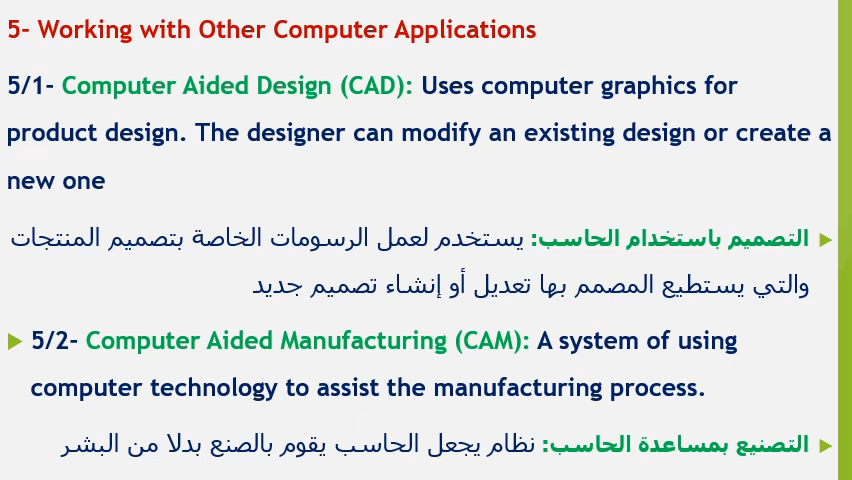 5- Working with Other Computer Applications
5/1- Computer Aided Design (CAD): Uses computer graphics for
product design. The designer can modify an existing design or create a
new one
التصميم باستخدام الحاسب: يستخدم لعمل الرسومات الخاصة بتصميم المنتجات
والتي يستطيع المصمم بها تعديل أو إنشاء تصميم جديد
5/2- Computer Aided Manufacturing (CAM): A system of using
computer technology to assist the manufacturing process.
التصنيع بمساعدة الحاسب: نظام يجعل الحاسب يقوم بالصنع بدلا من البشر